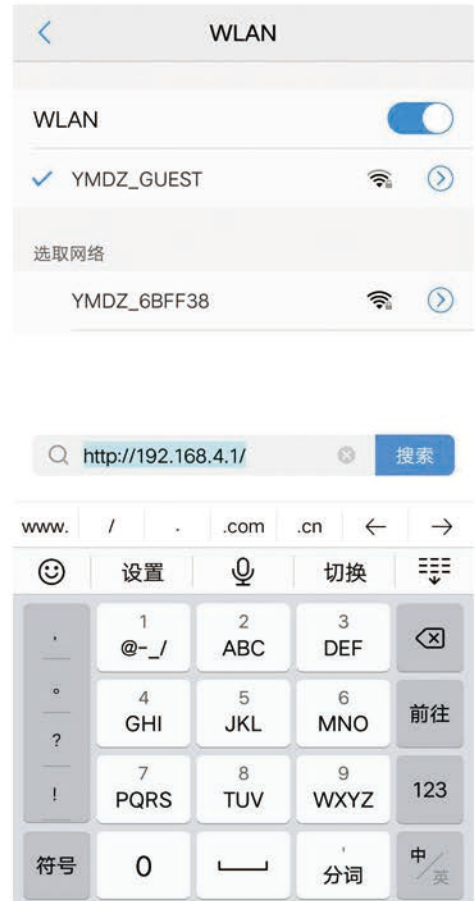 WLAN
WLAN
YMDZ_GUEST
选取网络
YMDZ_6BFF38
http://192.168.4.1/ 搜索
www. / . .com .cn ← →
设置 切换
, 1 2 3
@-_/ ABC DEF
。 4 5 6 前往
GHI JKL MNO
?
! 7 8 9 123
PQRS TUV WXYZ
符号 0 ' 分词 中/英